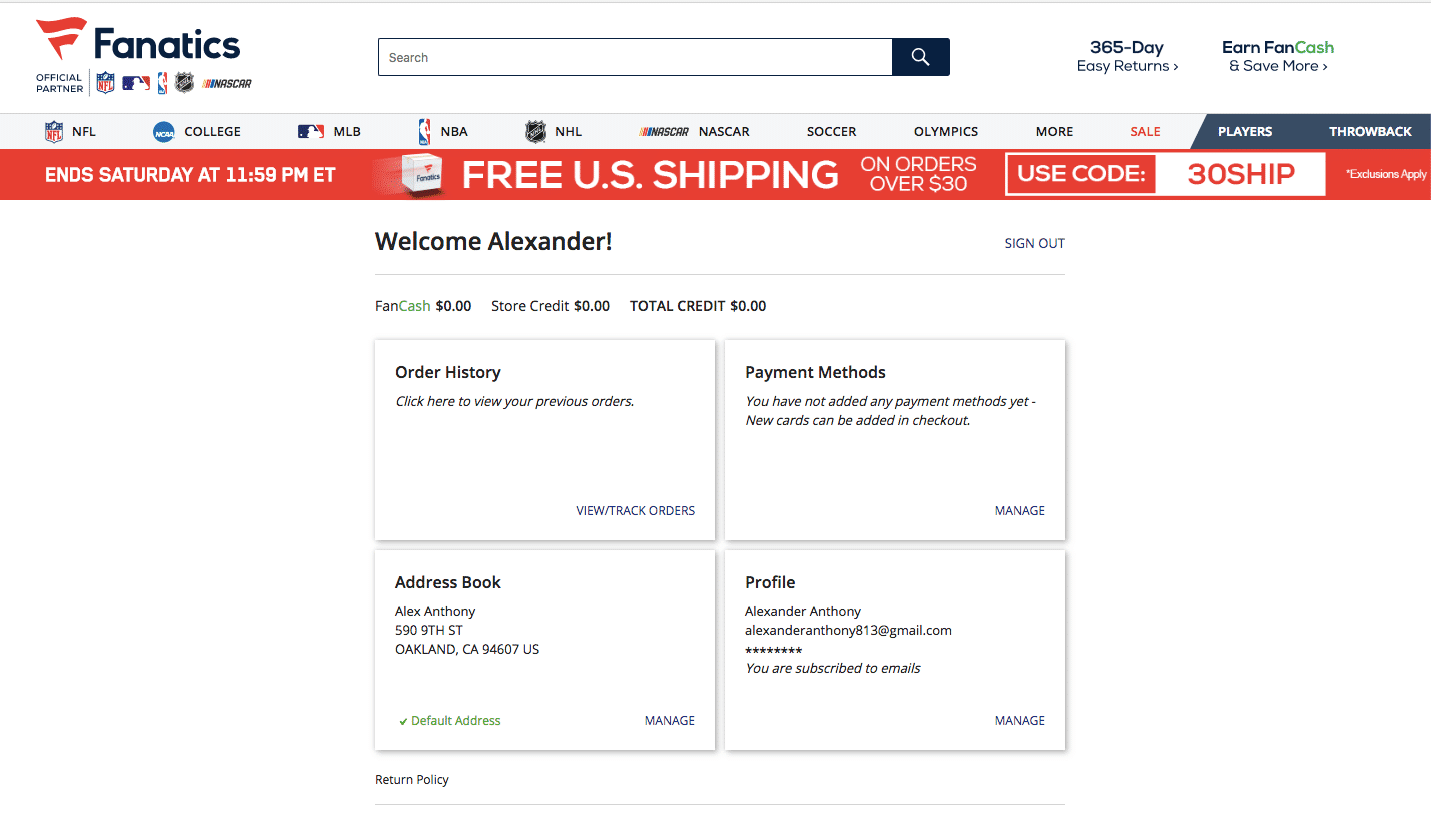 Fanatics
OFFICIAL
PARTNER
NFL
NASCAR
Search
365-Day
Easy Returns ›
Earn FanCash
& Save More ›
NFL NFL
NCAA COLLEGE
MLB
NBA
NHL
NASCAR NASCAR
SOCCER
OLYMPICS
MORE
SALE
PLAYERS
THROWBACK
ENDS SATURDAY AT 11:59 PM ET
Fanatics
FREE U.S. SHIPPING
ON ORDERS
OVER $30
USE CODE:
30SHIP
*Exclusions Apply
Welcome Alexander!
SIGN OUT
FanCash $0.00 Store Credit $0.00 TOTAL CREDIT $0.00
Order History
Click here to view your previous orders.
VIEW/TRACK ORDERS
Payment Methods
You have not added any payment methods yet -
New cards can be added in checkout.
MANAGE
Address Book
Alex Anthony
590 9TH ST
OAKLAND, CA 94607 US
Default Address
MANAGE
Profile
Alexander Anthony
alexanderanthony813@gmail.com
********
You are subscribed to emails
MANAGE
Return Policy